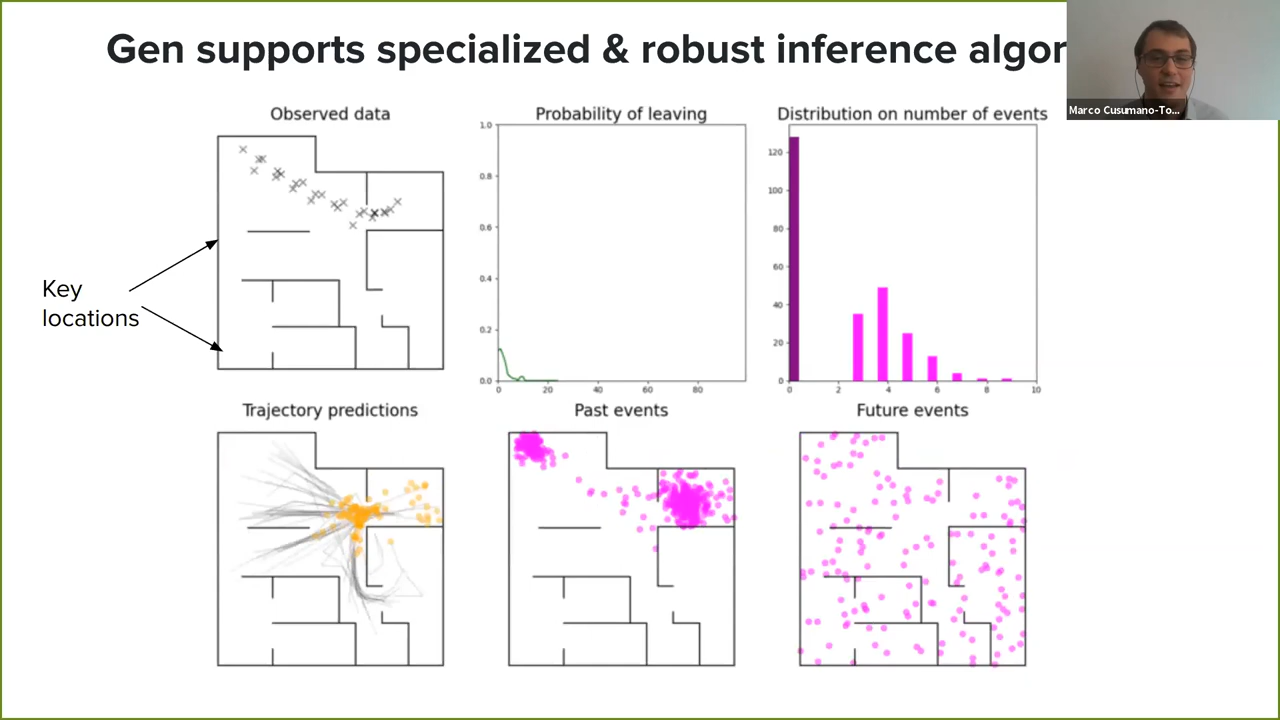 Gen supports specialized & robust inference algor
Marco Cusumano-To...
Observed data
Probability of leaving
Distribution on number of events
1.0
0.8
0.6
0.4
0.2
0.0
0
20
40
60
80
120
100
80
60
40
20
0
0
2
4
6
8
10
Key
locations
Trajectory predictions
Past events
Future events